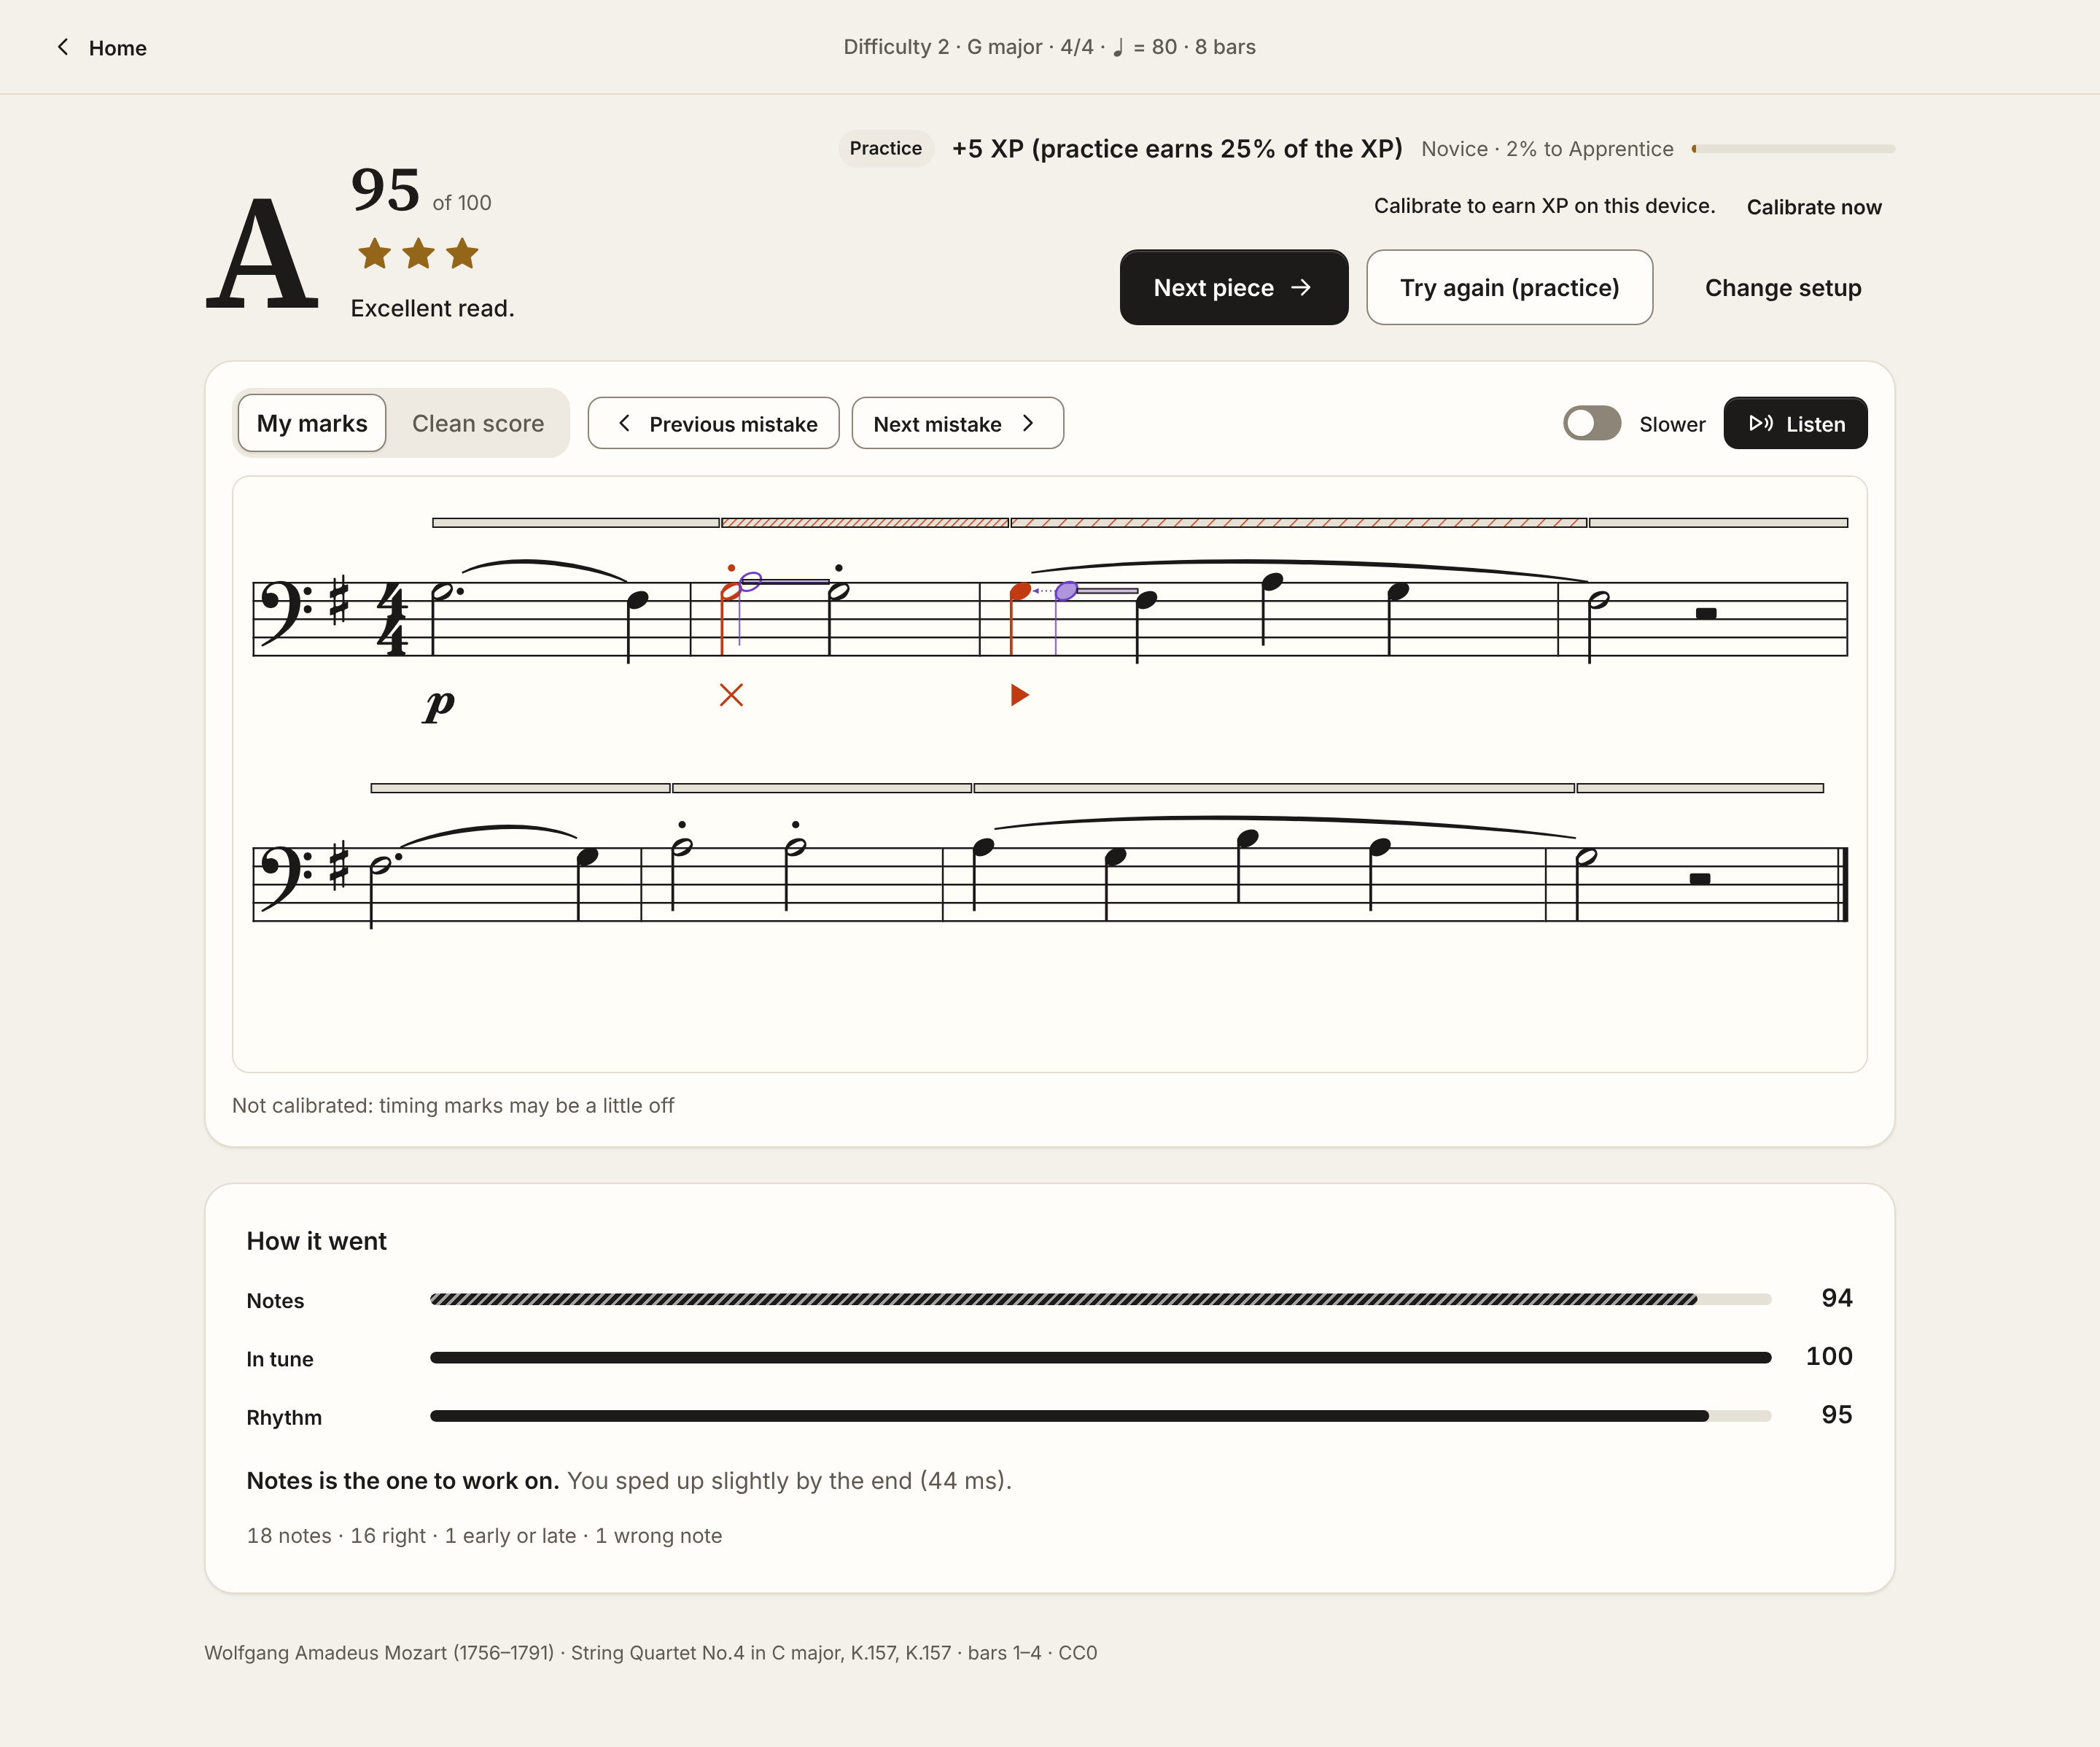 Home
Difficulty 2 · G major · 4/4 · ♩ = 80 · 8 bars
Practice +5 XP (practice earns 25% of the XP) Novice · 2% to Apprentice
A
95 of 100
Excellent read.
Calibrate to earn XP on this device. Calibrate now
Next piece Try again (practice) Change setup
My marks Clean score Previous mistake Next mistake Slower Listen
4
4
p
Not calibrated: timing marks may be a little off
How it went
Notes 94
In tune 100
Rhythm 95
Notes is the one to work on. You sped up slightly by the end (44 ms).
18 notes · 16 right · 1 early or late · 1 wrong note
Wolfgang Amadeus Mozart (1756–1791) · String Quartet No.4 in C major, K.157, K.157 · bars 1–4 · CC0